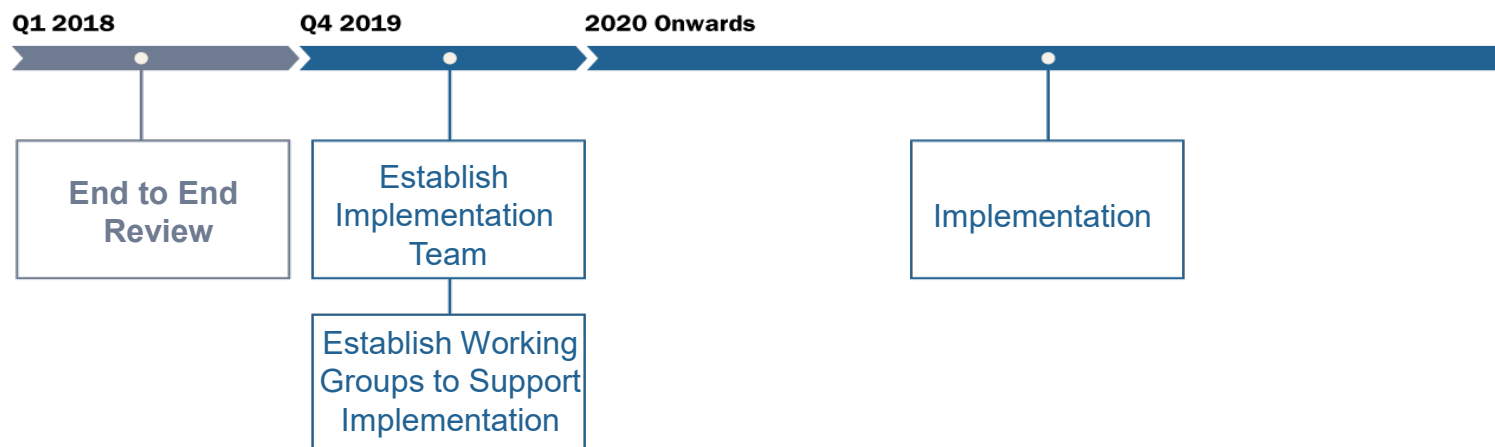 Q1 2018
Q4 2019
2020 Onwards
End to End
Review
Establish
Implementation
Team
Implementation
Establish Working
Groups to Support
Implementation